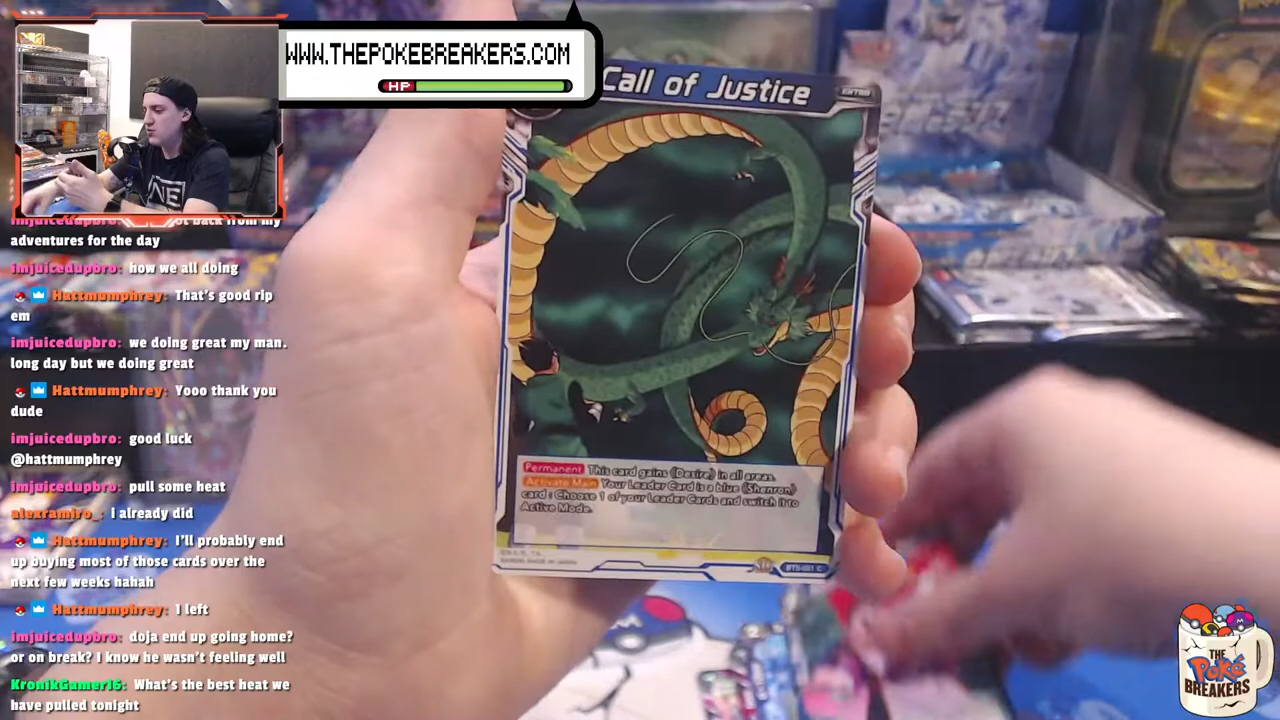 WWW.THEPOKEBREAKERS.COM
HP
Call of Justice
EXTRA
adventures for the day
imjuicedupbro: how we all doing
Hattmumphrey: That's good rip
em
imjuicedupbro: we doing great my man.
long day but we doing great
Hattmumphrey: Yooo thank you
dude
imjuicedupbro: good luck
@hattmumphrey
imjuicedupbro: pull some heat
alexramiro_: i already did
Hattmumphrey: I'll probably end
up buying most of those cards over the
next few weeks hahah
Hattmumphrey: 1 left
imjuicedupbro: doja end up going home?
or on break? I know he wasn't feeling well
KronikGamer16: What's the best heat we
have pulled tonight
Permanent This card gains {Desire} in all areas.
Activate Main Your Leader Card is a blue {Shenron}
card : Choose 1 of your Leader Cards and switch it to
Active Mode.
THE
Poké
BREAKERS